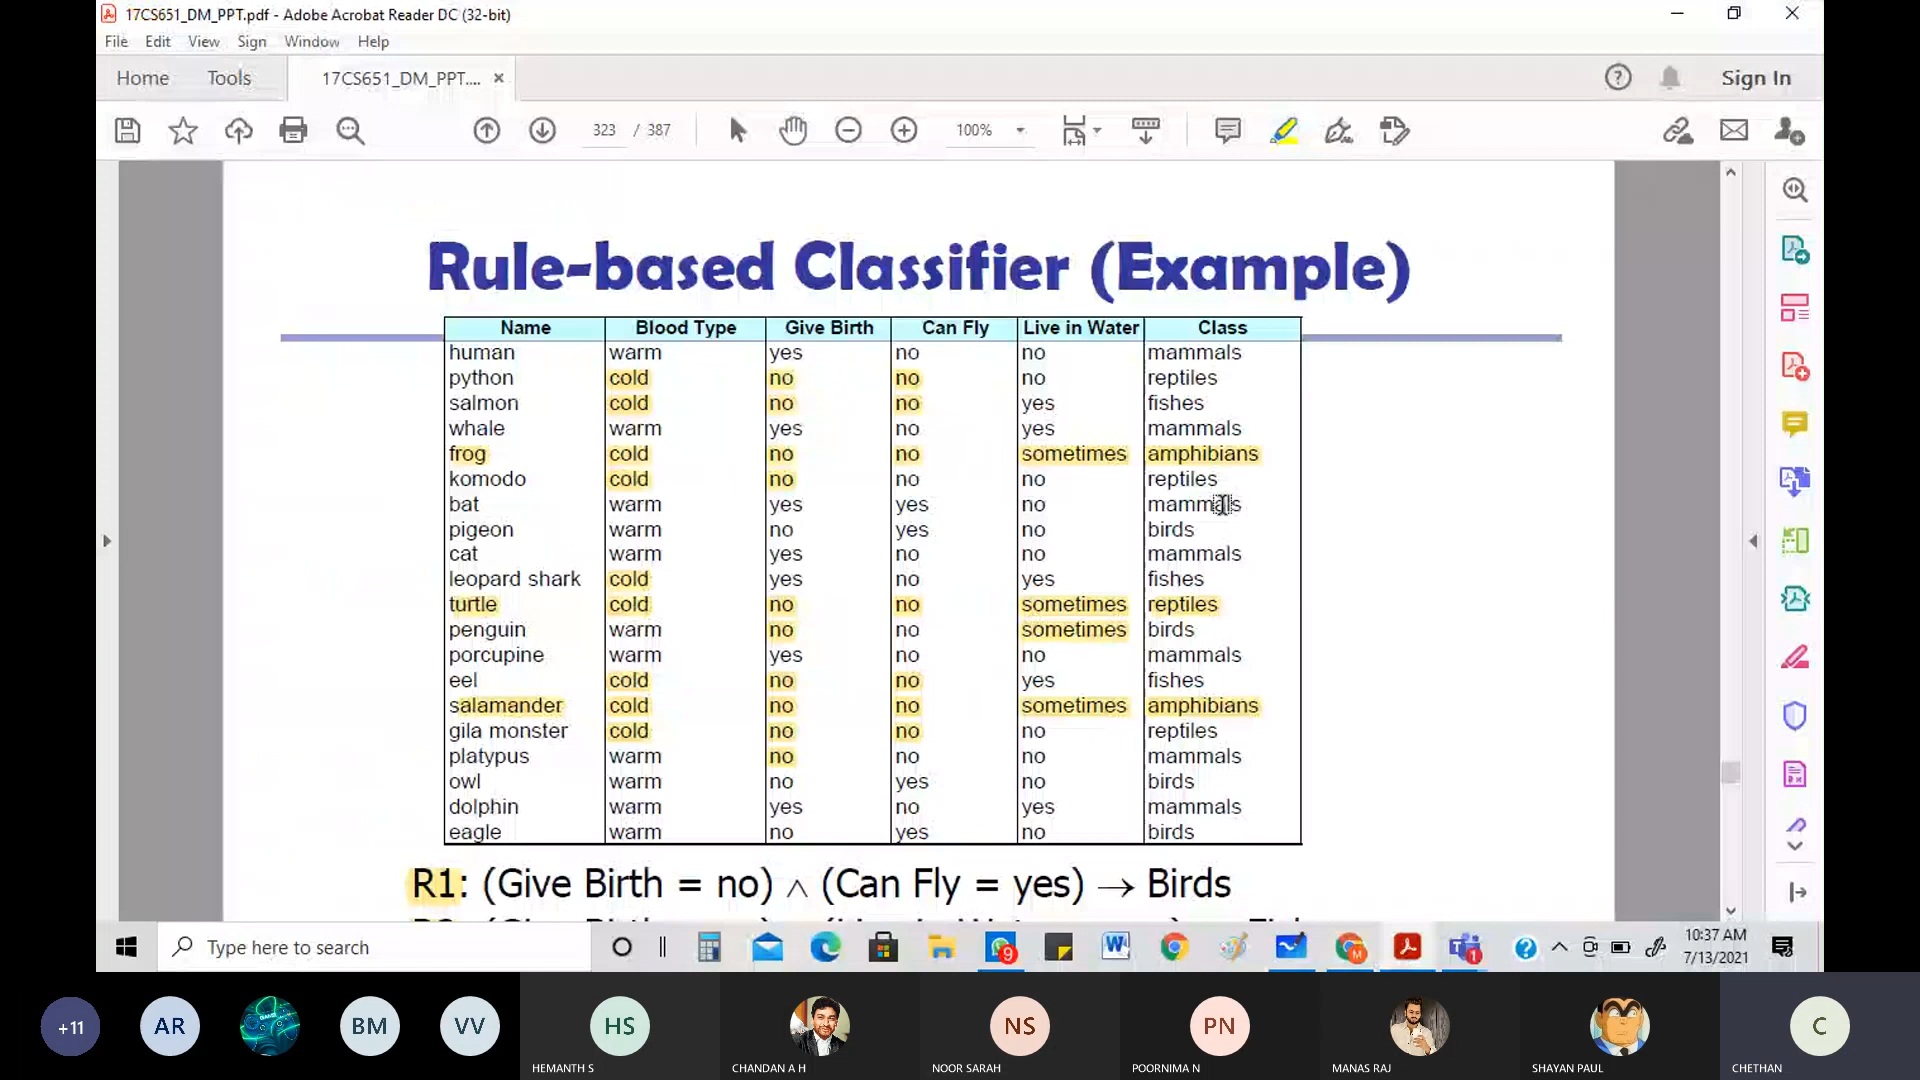 17CS651_DM_PPT.pdf - Adobe Acrobat Reader DC (32-bit)
File Edit View Sign Window Help
Home Tools 17CS651_DM_PPT.... × Sign In
323 / 387 100%
Rule-based Classifier (Example)
Name Blood Type Give Birth Can Fly Live in Water Class
human warm yes no no mammals
python cold no no no reptiles
salmon cold no no yes fishes
whale warm yes no yes mammals
frog cold no no sometimes amphibians
komodo cold no no no reptiles
bat warm yes yes no mammals
pigeon warm no yes no birds
cat warm yes no no mammals
leopard shark cold yes no yes fishes
turtle cold no no sometimes reptiles
penguin warm no no sometimes birds
porcupine warm yes no no mammals
eel cold no no yes fishes
salamander cold no no sometimes amphibians
gila monster cold no no no reptiles
platypus warm no no no mammals
owl warm no yes no birds
dolphin warm yes no yes mammals
eagle warm no yes no birds
R1: (Give Birth = no) ∧ (Can Fly = yes) → Birds
Type here to search
9
M
1
10:37 AM
7/13/2021
+11 AR BM VV HS NS PN C
HEMANTH S CHANDAN A H NOOR SARAH POORNIMA N MANAS RAJ SHAYAN PAUL CHETHAN